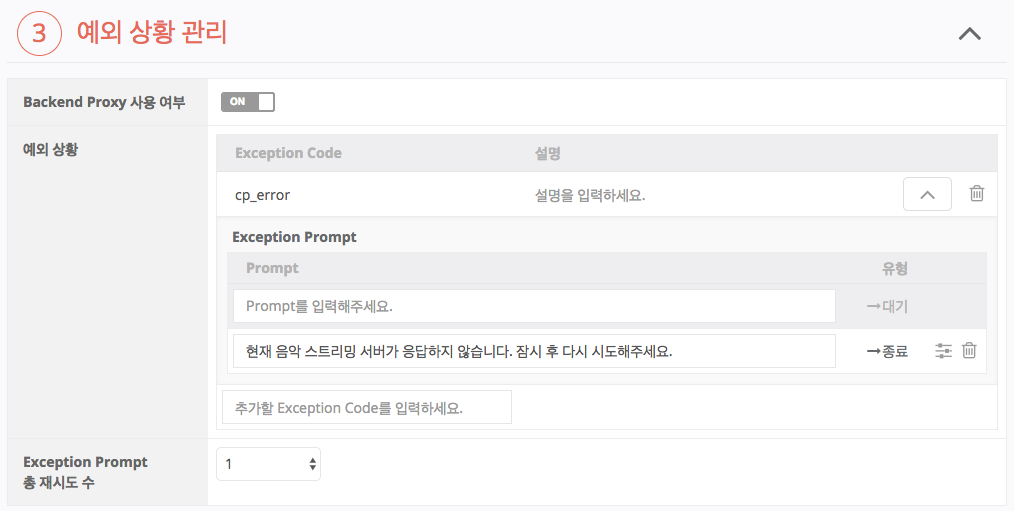 3 예외 상황 관리
Backend Proxy 사용 여부 ON
예외 상황
Exception Code 설명
cp_error 설명을 입력하세요.
Exception Prompt
Prompt 유형
Prompt를 입력해주세요. →대기
현재 음악 스트리밍 서버가 응답하지 않습니다. 잠시 후 다시 시도해주세요. →종료
추가할 Exception Code를 입력하세요.
Exception Prompt 1
총 재시도 수